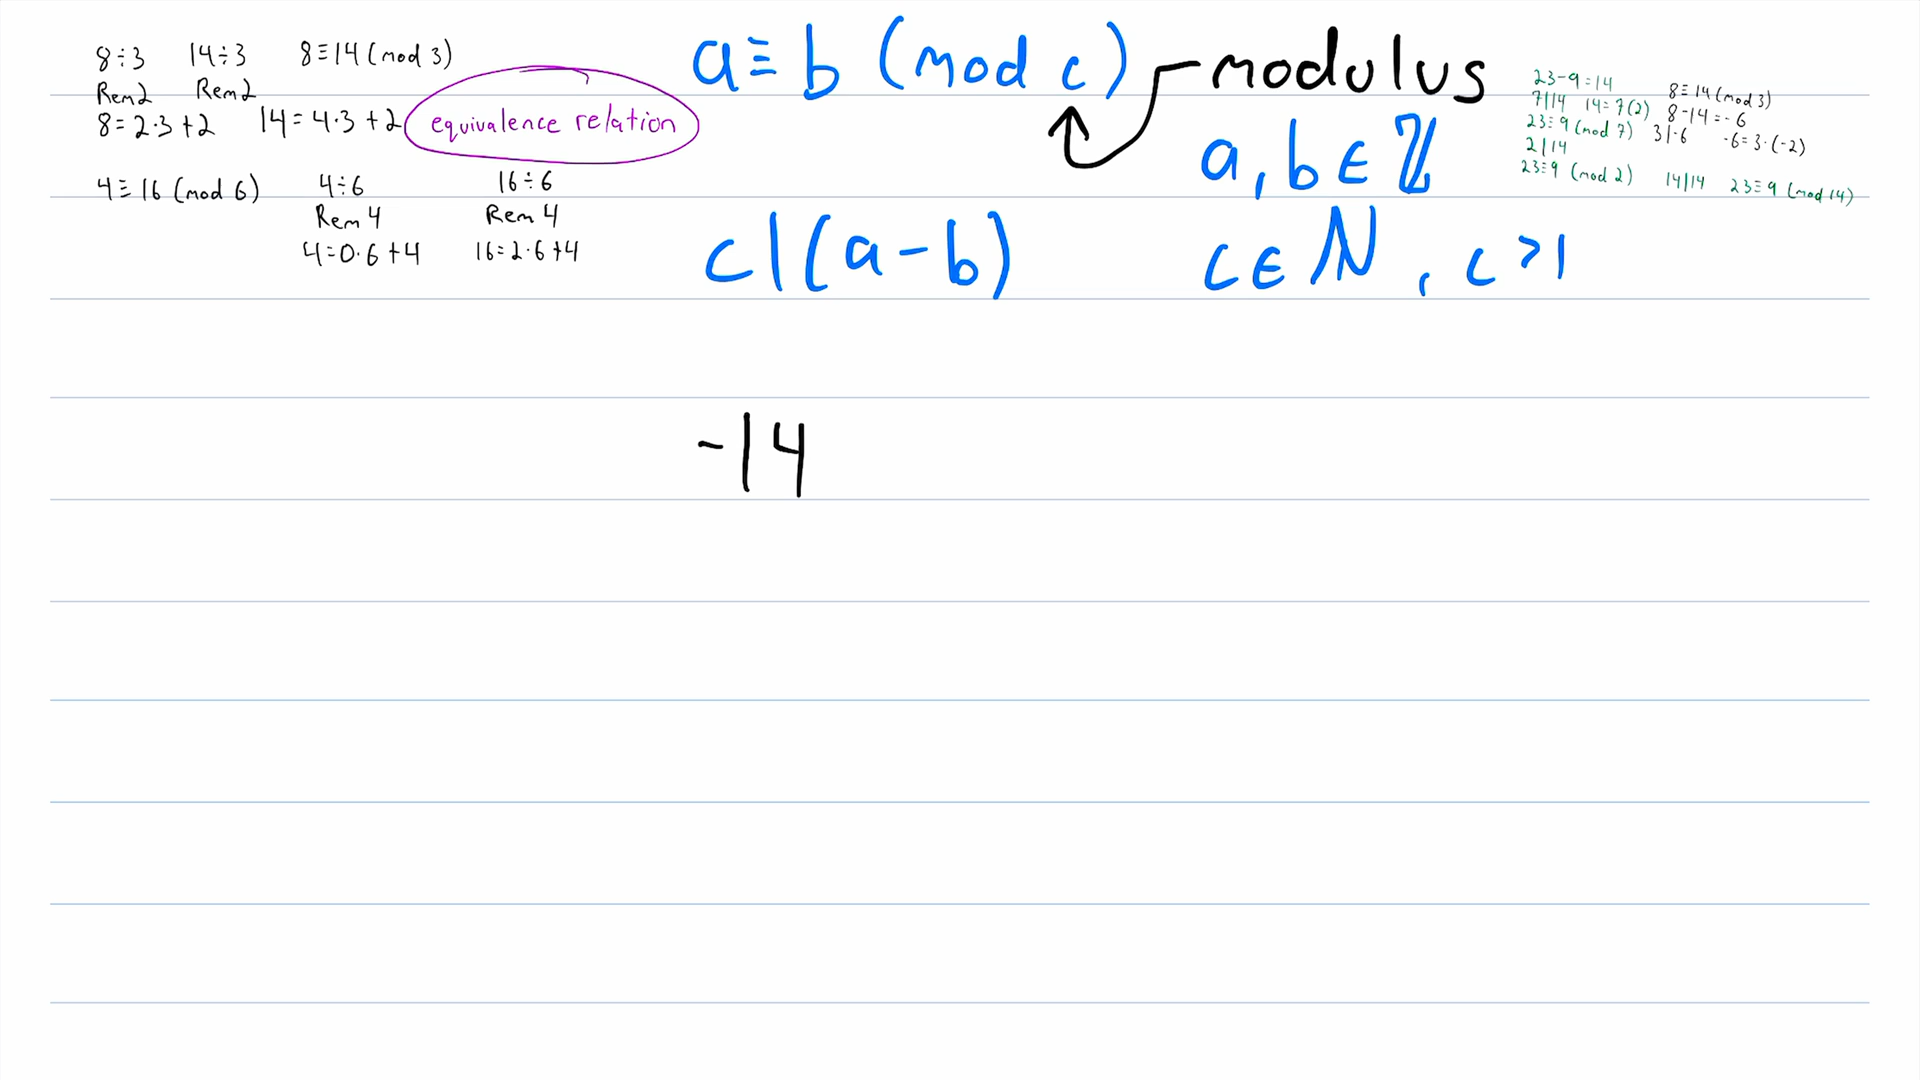 8÷3 14÷3 8≡14 (mod 3)
Rem 2 Rem 2
8=2·3+2 14=4·3+2
equivalence relation
4≡16 (mod 6) 4÷6 16÷6
Rem 4 Rem 4
4=0·6+4 16=2·6+4
a≡b (mod c) modulus
a,b∈ℤ
c|(a-b) c∈ℕ, c>1
23-9=14
7|14 14=7(2)
23≡9 (mod 7)
2|14
23≡9 (mod 2)
8≡14 (mod 3)
8-14=-6
3|-6 -6=3·(-2)
14|14 23≡9 (mod 14)
-14